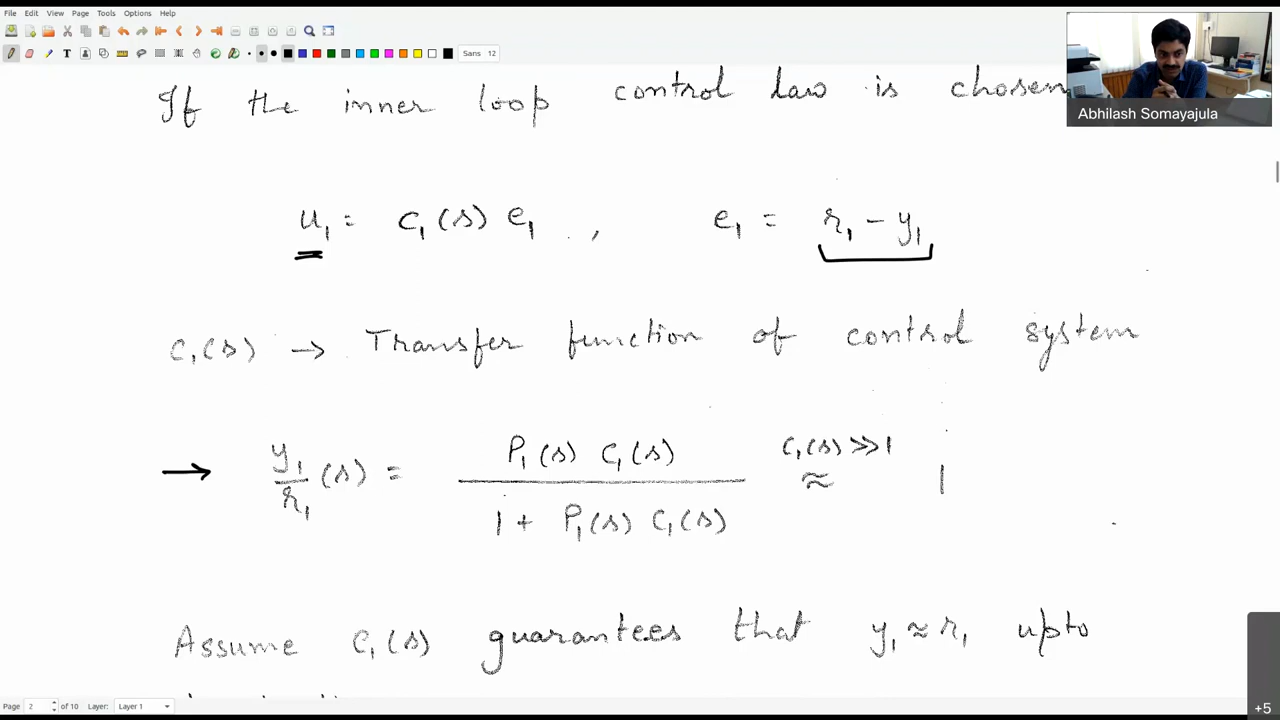 File Edit View Page Tools Options Help
T Sans 12
If the inner loop control law is chosen
Abhilash Somayajula
u₁ = C₁(s) e₁ , e₁ = r₁ - y₁
C₁(s) → Transfer function of control system
→ y₁/r₁ (s) = P₁(s) C₁(s) / 1 + P₁(s) C₁(s) C₁(s) >> 1 ≈ 1
Assume C₁(s) guarantees that y₁ ≈ r₁ upto
Page 2 of 10 Layer: Layer 1
+5